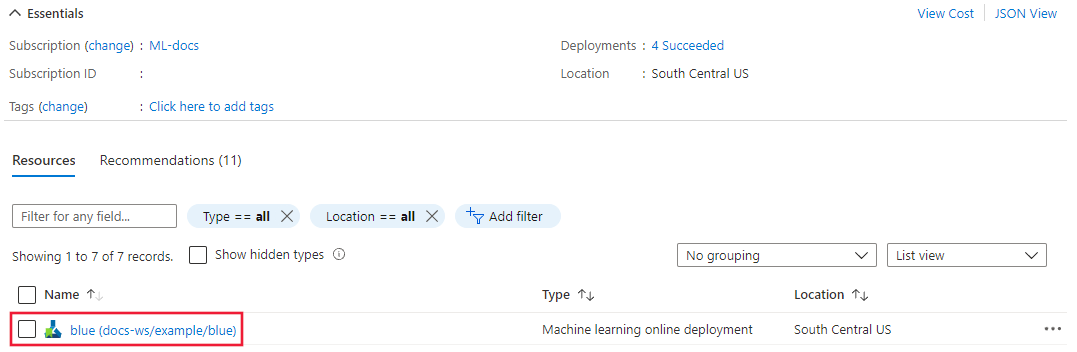 Essentials View Cost JSON View
Subscription (change) : ML-docs Deployments : 4 Succeeded
Subscription ID : Location : South Central US
Tags (change) : Click here to add tags
Resources Recommendations (11)
Filter for any field... Type == all Location == all Add filter
Showing 1 to 7 of 7 records. Show hidden types No grouping List view
Name Type Location
blue (docs-ws/example/blue) Machine learning online deployment South Central US